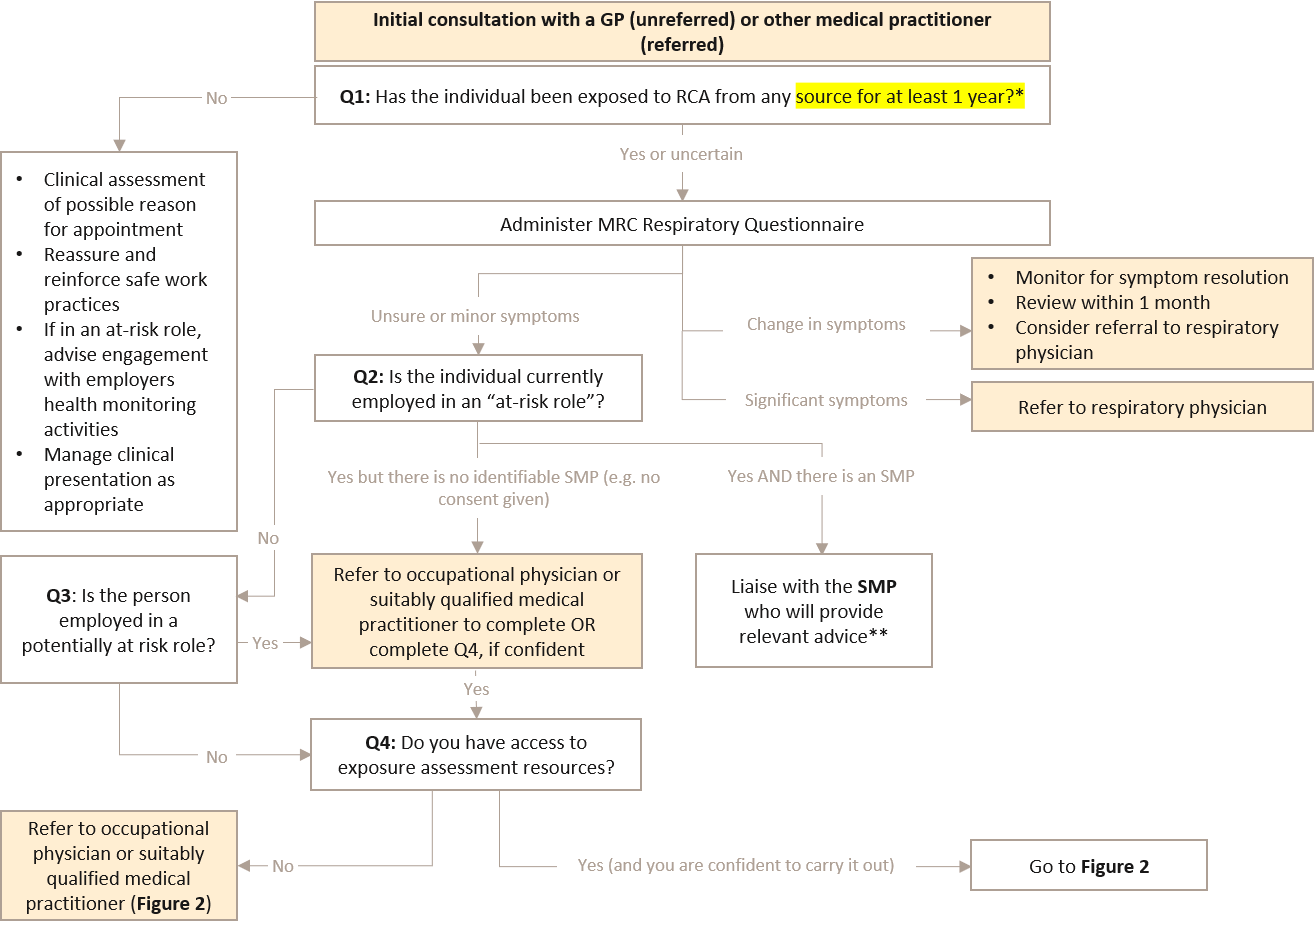 Initial consultation with a GP (unreferred) or other medical practitioner
(referred)
Q1: Has the individual been exposed to RCA from any source for at least 1 year?*
No
Yes or uncertain
• Clinical assessment
of possible reason
for appointment
• Reassure and
reinforce safe work
practices
• If in an at-risk role,
advise engagement
with employers
health monitoring
activities
• Manage clinical
presentation as
appropriate
Administer MRC Respiratory Questionnaire
Unsure or minor symptoms
Change in symptoms
• Monitor for symptom resolution
• Review within 1 month
• Consider referral to respiratory
physician
Significant symptoms
Refer to respiratory physician
Q2: Is the individual currently
employed in an “at-risk role”?
Yes but there is no identifiable SMP (e.g. no
consent given)
Yes AND there is an SMP
No
Q3: Is the person
employed in a
potentially at risk role?
Yes
Refer to occupational physician or
suitably qualified medical
practitioner to complete OR
complete Q4, if confident
Liaise with the SMP
who will provide
relevant advice**
Yes
No
Q4: Do you have access to
exposure assessment resources?
Refer to occupational
physician or suitably
qualified medical
practitioner (Figure 2)
No
Yes (and you are confident to carry it out)
Go to Figure 2